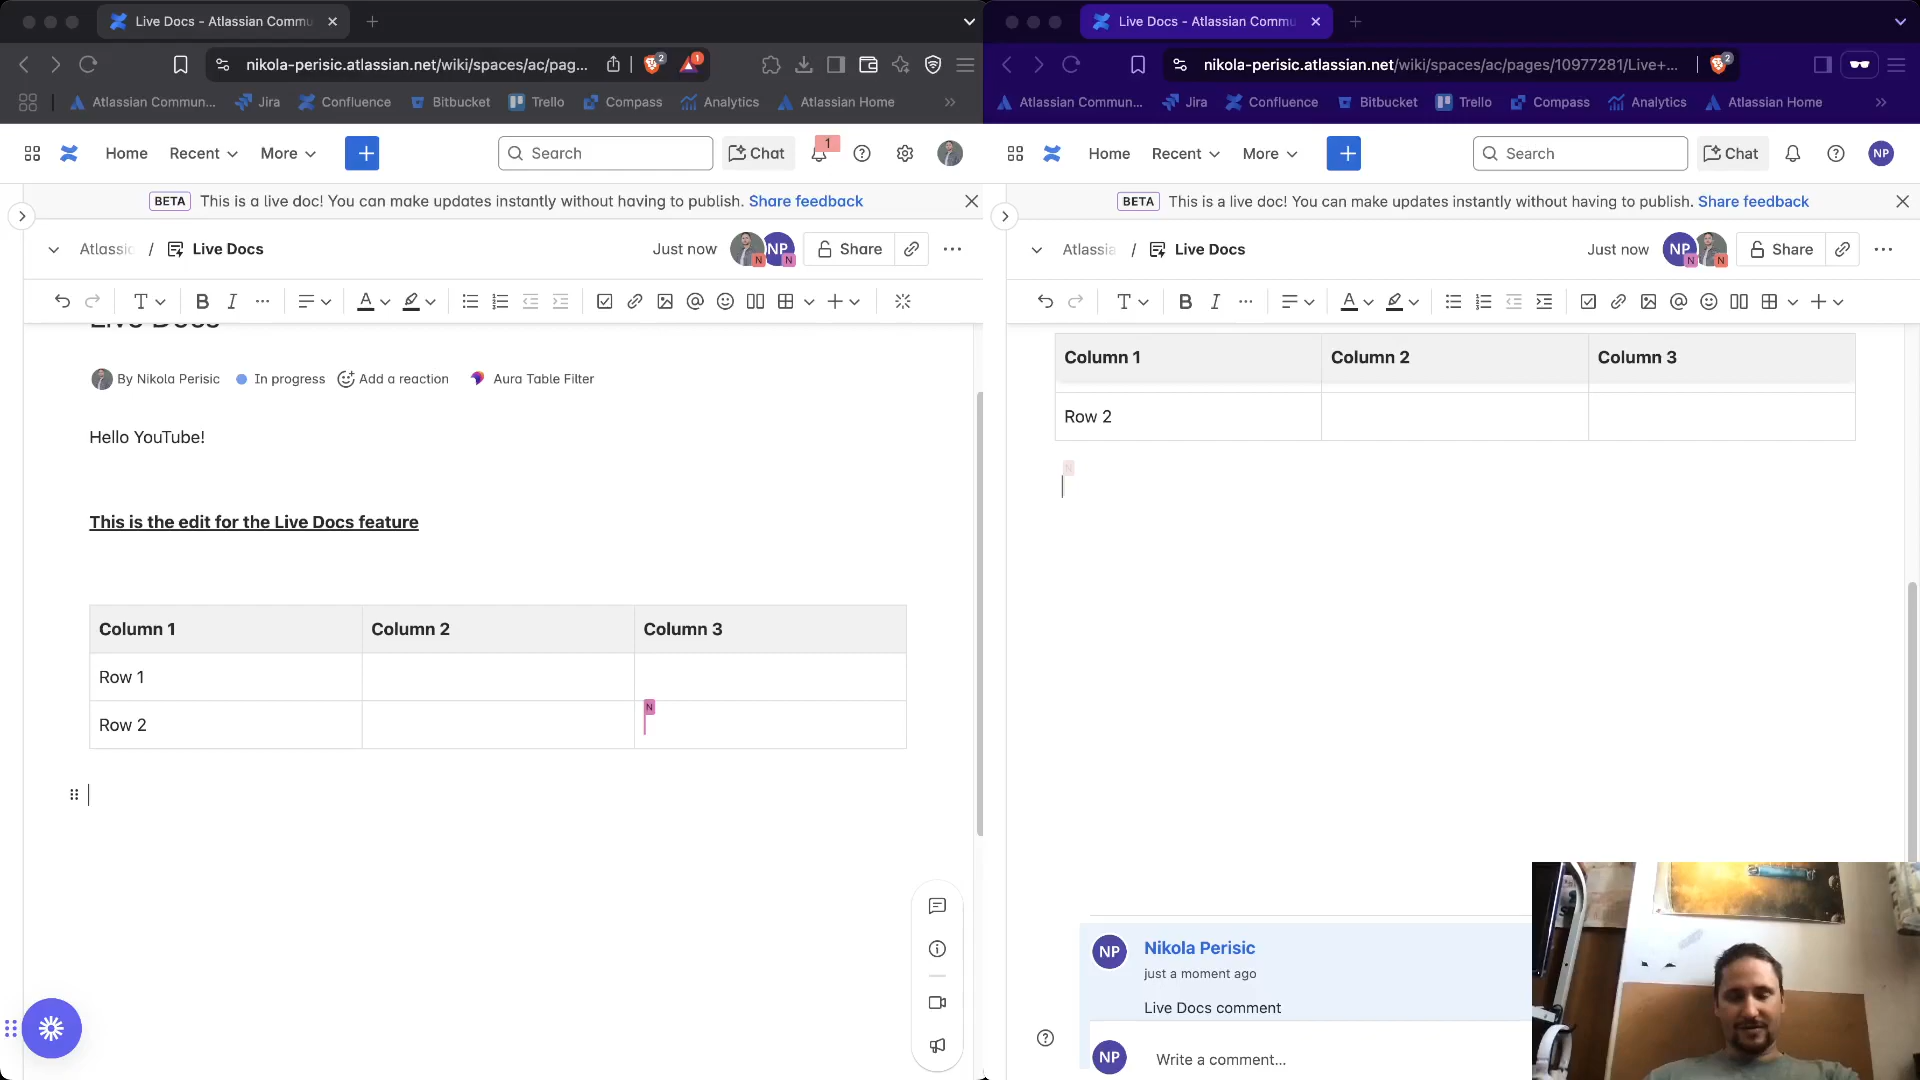 Live Docs - Atlassian Commu
nikola-perisic.atlassian.net/wiki/spaces/ac/pag...
2
1
Atlassian Commun...
Jira
Confluence
Bitbucket
Trello
Compass
Analytics
Atlassian Home
Home
Recent
More
Search
Chat
1
BETA
This is a live doc! You can make updates instantly without having to publish. Share feedback
Atlassia
/
Live Docs
Just now
N
NP
N
Share
T
B
I
A
Live Docs
By Nikola Perisic
In progress
Add a reaction
Aura Table Filter
Hello YouTube!
This is the edit for the Live Docs feature
Column 1
Column 2
Column 3
Row 1
N
Row 2
Live Docs - Atlassian Commu
nikola-perisic.atlassian.net/wiki/spaces/ac/pages/10977281/Live+...
2
Atlassian Commun...
Jira
Confluence
Bitbucket
Trello
Compass
Analytics
Atlassian Home
Home
Recent
More
Search
Chat
NP
BETA
This is a live doc! You can make updates instantly without having to publish. Share feedback
Atlassia
/
Live Docs
Just now
NP
N
N
Share
T
B
I
A
Column 1
Column 2
Column 3
Row 2
N
NP
Nikola Perisic
just a moment ago
Live Docs comment
NP
Write a comment...